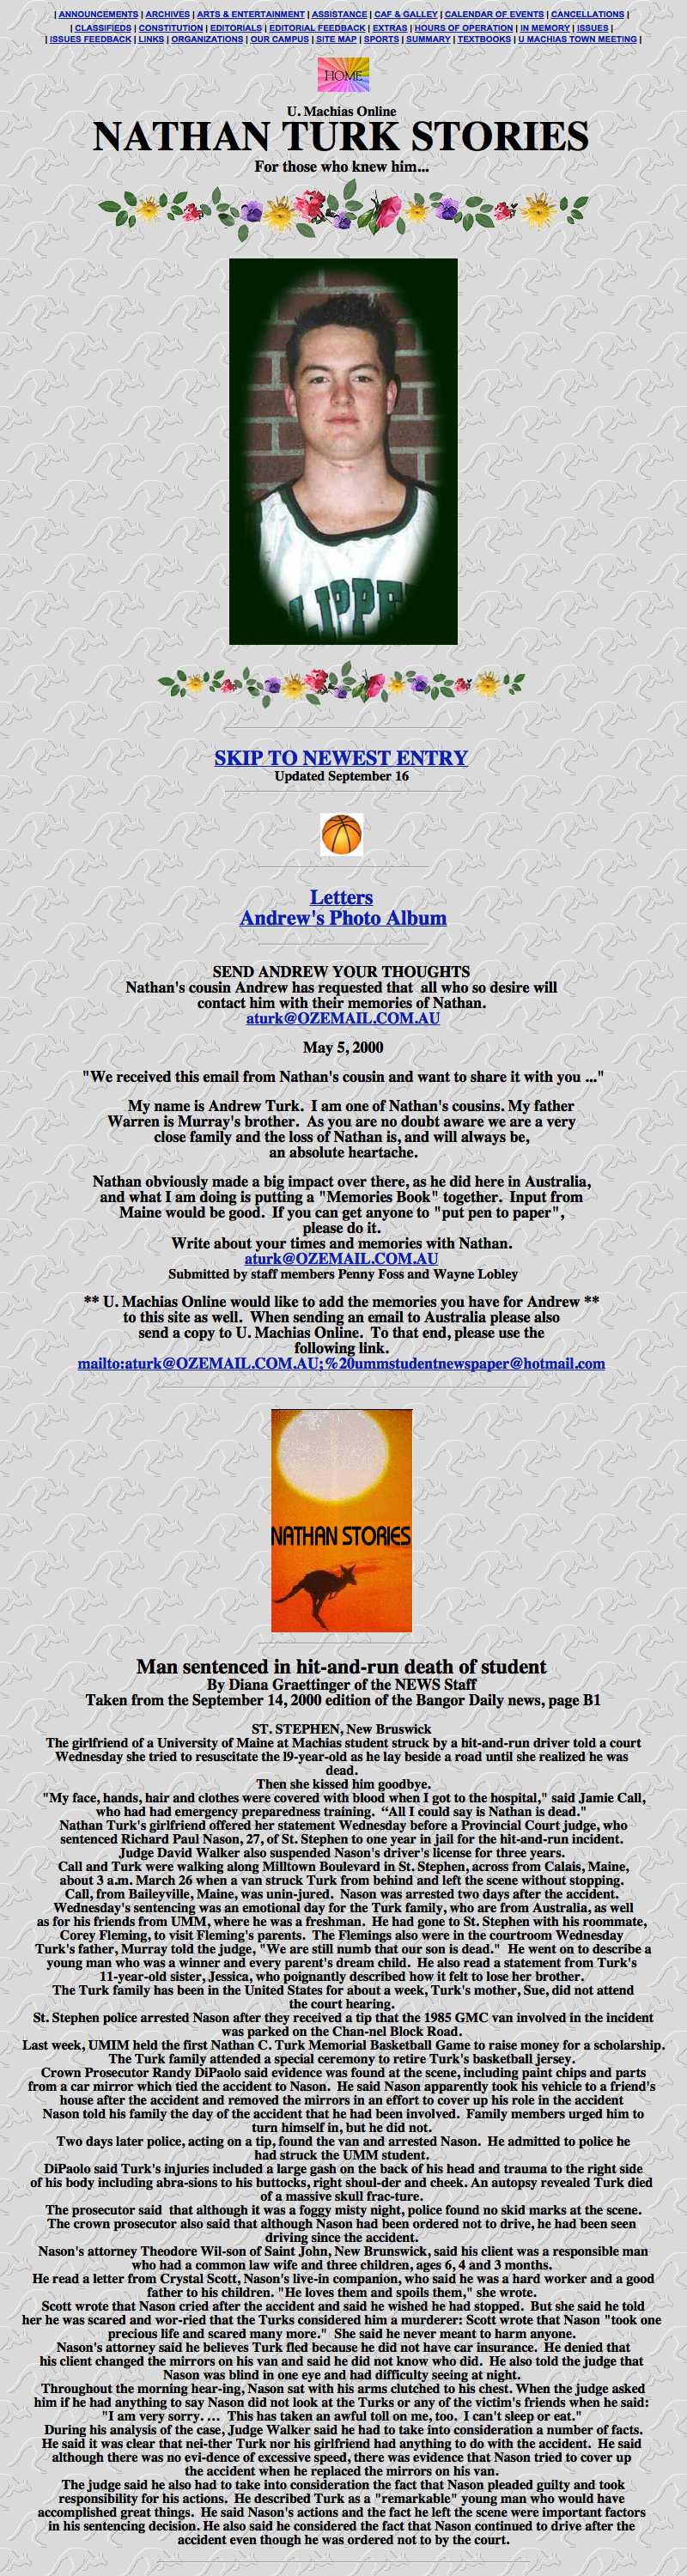 | ANNOUNCEMENTS | ARCHIVES | ARTS & ENTERTAINMENT | ASSISTANCE | CAF & GALLEY | CALENDAR OF EVENTS | CANCELLATIONS |
| CLASSIFIEDS | CONSTITUTION | EDITORIALS | EDITORIAL FEEDBACK | EXTRAS | HOURS OF OPERATION | IN MEMORY | ISSUES |
| ISSUES FEEDBACK | LINKS | ORGANIZATIONS | OUR CAMPUS | SITE MAP | SPORTS | SUMMARY | TEXTBOOKS | U MACHIAS TOWN MEETING |
HOME
U. Machias Online
NATHAN TURK STORIES
For those who knew him...
LIPPE
SKIP TO NEWEST ENTRY
Updated September 16
Letters
Andrew's Photo Album
SEND ANDREW YOUR THOUGHTS
Nathan's cousin Andrew has requested that all who so desire will
contact him with their memories of Nathan.
aturk@OZEMAIL.COM.AU
May 5, 2000
"We received this email from Nathan's cousin and want to share it with you ..."
My name is Andrew Turk. I am one of Nathan's cousins. My father
Warren is Murray's brother. As you are no doubt aware we are a very
close family and the loss of Nathan is, and will always be,
an absolute heartache.
Nathan obviously made a big impact over there, as he did here in Australia,
and what I am doing is putting a "Memories Book" together. Input from
Maine would be good. If you can get anyone to "put pen to paper",
please do it.
Write about your times and memories with Nathan.
aturk@OZEMAIL.COM.AU
Submitted by staff members Penny Foss and Wayne Lobley
** U. Machias Online would like to add the memories you have for Andrew **
to this site as well. When sending an email to Australia please also
send a copy to U. Machias Online. To that end, please use the
following link.
mailto:aturk@OZEMAIL.COM.AU;%20ummstudentnewspaper@hotmail.com
NATHAN STORIES
Man sentenced in hit-and-run death of student
By Diana Graettinger of the NEWS Staff
Taken from the September 14, 2000 edition of the Bangor Daily news, page B1
ST. STEPHEN, New Bruswick
The girlfriend of a University of Maine at Machias student struck by a hit-and-run driver told a court
Wednesday she tried to resuscitate the l9-year-old as he lay beside a road until she realized he was
dead.
Then she kissed him goodbye.
"My face, hands, hair and clothes were covered with blood when I got to the hospital," said Jamie Call,
who had had emergency preparedness training. “All I could say is Nathan is dead."
Nathan Turk's girlfriend offered her statement Wednesday before a Provincial Court judge, who
sentenced Richard Paul Nason, 27, of St. Stephen to one year in jail for the hit-and-run incident.
Judge David Walker also suspended Nason's driver's license for three years.
Call and Turk were walking along Milltown Boulevard in St. Stephen, across from Calais, Maine,
about 3 a.m. March 26 when a van struck Turk from behind and left the scene without stopping.
Call, from Baileyville, Maine, was unin-jured. Nason was arrested two days after the accident.
Wednesday's sentencing was an emotional day for the Turk family, who are from Australia, as well
as for his friends from UMM, where he was a freshman. He had gone to St. Stephen with his roommate,
Corey Fleming, to visit Fleming's parents. The Flemings also were in the courtroom Wednesday
Turk's father, Murray told the judge, "We are still numb that our son is dead." He went on to describe a
young man who was a winner and every parent's dream child. He also read a statement from Turk's
11-year-old sister, Jessica, who poignantly described how it felt to lose her brother.
The Turk family has been in the United States for about a week, Turk's mother, Sue, did not attend
the court hearing.
St. Stephen police arrested Nason after they received a tip that the 1985 GMC van involved in the incident
was parked on the Chan-nel Block Road.
Last week, UMIM held the first Nathan C. Turk Memorial Basketball Game to raise money for a scholarship.
The Turk family attended a special ceremony to retire Turk's basketball jersey.
Crown Prosecutor Randy DiPaolo said evidence was found at the scene, including paint chips and parts
from a car mirror which tied the accident to Nason. He said Nason apparently took his vehicle to a friend's
house after the accident and removed the mirrors in an effort to cover up his role in the accident
Nason told his family the day of the accident that he had been involved. Family members urged him to
turn himself in, but he did not.
Two days later police, acting on a tip, found the van and arrested Nason. He admitted to police he
had struck the UMM student.
DiPaolo said Turk's injuries included a large gash on the back of his head and trauma to the right side
of his body including abra-sions to his buttocks, right shoul-der and cheek. An autopsy revealed Turk died
of a massive skull frac-ture.
The prosecutor said that although it was a foggy misty night, police found no skid marks at the scene.
The crown prosecutor also said that although Nason had been ordered not to drive, he had been seen
driving since the accident.
Nason's attorney Theodore Wil-son of Saint John, New Brunswick, said his client was a responsible man
who had a common law wife and three children, ages 6, 4 and 3 months.
He read a letter from Crystal Scott, Nason's live-in companion, who said he was a hard worker and a good
father to his children. "He loves them and spoils them," she wrote.
Scott wrote that Nason cried after the accident and said he wished he had stopped. But she said he told
her he was scared and wor-ried that the Turks considered him a murderer: Scott wrote that Nason "took one
precious life and scared many more." She said he never meant to harm anyone.
Nason's attorney said he believes Turk fled because he did not have car insurance. He denied that
his client changed the mirrors on his van and said he did not know who did. He also told the judge that
Nason was blind in one eye and had difficulty seeing at night.
Throughout the morning hear-ing, Nason sat with his arms clutched to his chest. When the judge asked
him if he had anything to say Nason did not look at the Turks or any of the victim's friends when he said:
"I am very sorry. … This has taken an awful toll on me, too. I can't sleep or eat."
During his analysis of the case, Judge Walker said he had to take into consideration a number of facts.
He said it was clear that nei-ther Turk nor his girlfriend had anything to do with the accident. He said
although there was no evi-dence of excessive speed, there was evidence that Nason tried to cover up
the accident when he replaced the mirrors on his van.
The judge said he also had to take into consideration the fact that Nason pleaded guilty and took
responsibility for his actions. He described Turk as a "remarkable" young man who would have
accomplished great things. He said Nason's actions and the fact he left the scene were important factors
in his sentencing decision. He also said he considered the fact that Nason continued to drive after the
accident even though he was ordered not to by the court.